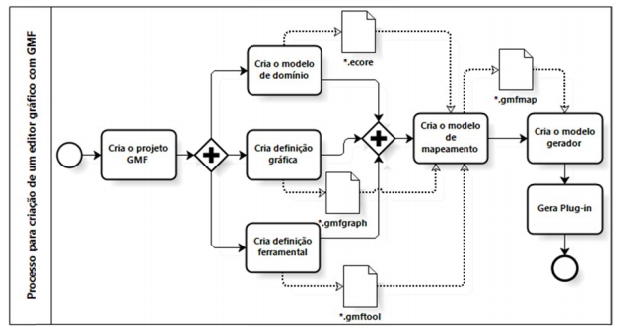 Processo para criação de um editor gráfico com GMF
Cria o projeto
GMF
Cria o modelo
de domínio
*.ecore
Cria definição
gráfica
*.gmfgraph
Cria definição
ferramental
*.gmftool
Cria o modelo
de
mapeamento
*.gmfmap
Cria o modelo
gerador
Gera Plug-in